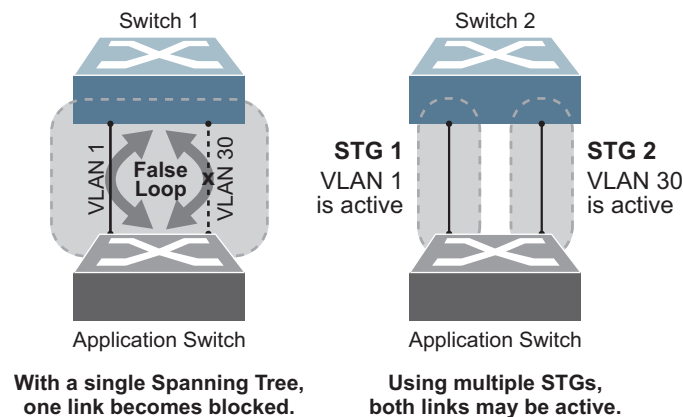 Switch 1
VLAN 1
False
Loop
x
VLAN 30
Application Switch
With a single Spanning Tree,
one link becomes blocked.
Switch 2
STG 1
VLAN 1
is active
STG 2
VLAN 30
is active
Application Switch
Using multiple STGs,
both links may be active.